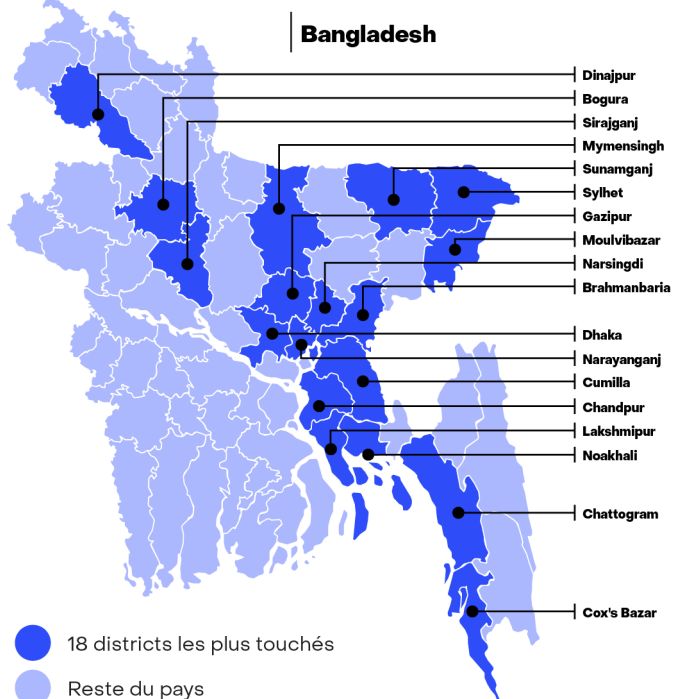 Bangladesh
Dinajpur
Bogura
Sirajganj
Mymensingh
Sunamganj
Sylhet
Gazipur
Moulvibazar
Narsingdi
Brahmanbaria
Dhaka
Narayanganj
Cumilla
Chandpur
Lakshmipur
Noakhali
Chattogram
Cox's Bazar
18 districts les plus touchés
Reste du pays